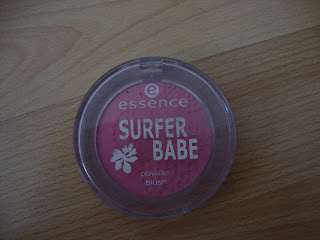 essence
SURFER
BABE
powder
blush